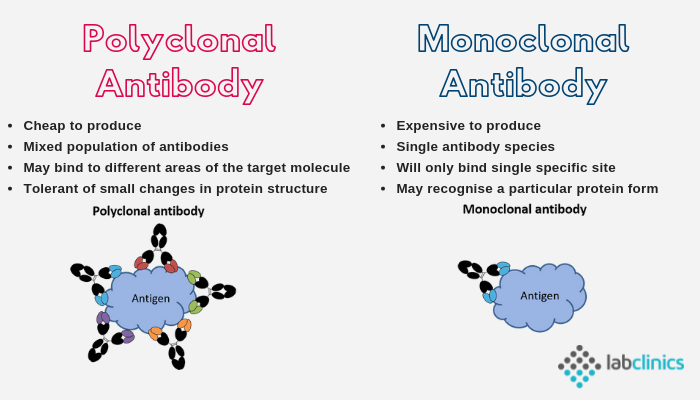 Polyclonal
Antibody
• Cheap to produce
• Mixed population of antibodies
• May bind to different areas of the target molecule
• Tolerant of small changes in protein structure
Polyclonal antibody
Antigen
Monoclonal
Antibody
• Expensive to produce
• Single antibody species
• Will only bind single specific site
• May recognise a particular protein form
Monoclonal antibody
Antigen
labclinics